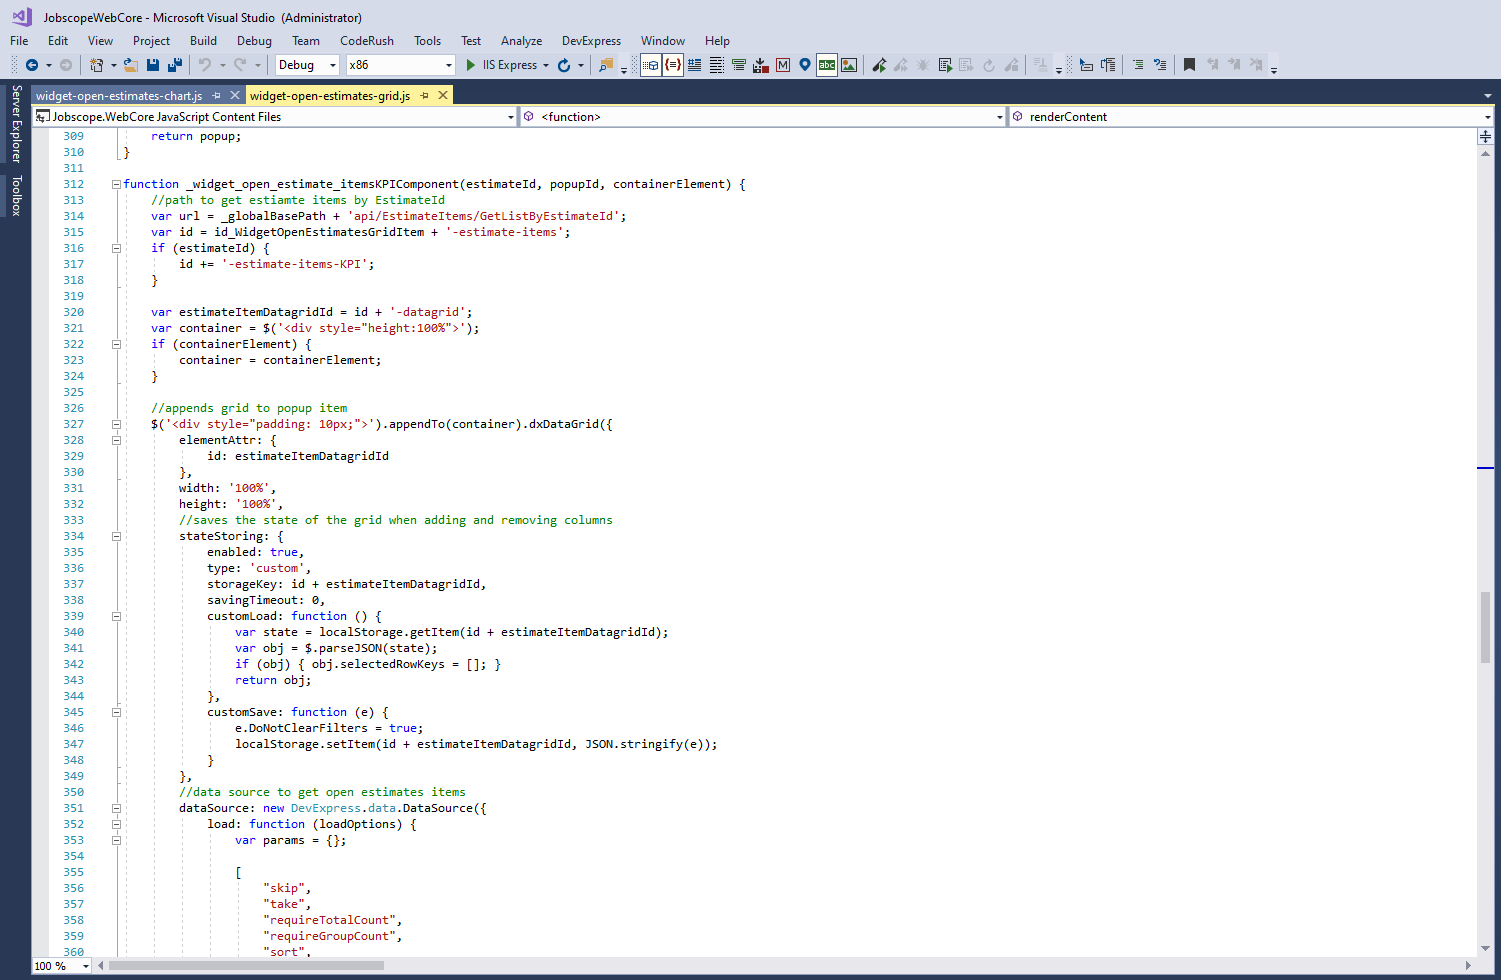 JobscopeWebCore - Microsoft Visual Studio (Administrator)
File Edit View Project Build Debug Team CodeRush Tools Test Analyze DevExpress Window Help
Debug x86 IIS Express abc
Server Explorer
Toolbox
widget-open-estimates-chart.js widget-open-estimates-grid.js
Jobscope.WebCore JavaScript Content Files <function> renderContent
309 return popup;
310 }
311
312 function _widget_open_estimate_itemsKPIComponent(estimateId, popupId, containerElement) {
313 //path to get estiamte items by EstimateId
314 var url = _globalBasePath + 'api/EstimateItems/GetListByEstimateId';
315 var id = id_WidgetOpenEstimatesGridItem + '-estimate-items';
316 if (estimateId) {
317 id += '-estimate-items-KPI';
318 }
319
320 var estimateItemDatagridId = id + '-datagrid';
321 var container = $('<div style="height:100%">');
322 if (containerElement) {
323 container = containerElement;
324 }
325
326 //appends grid to popup item
327 $('<div style="padding: 10px;">').appendTo(container).dxDataGrid({
328 elementAttr: {
329 id: estimateItemDatagridId
330 },
331 width: '100%',
332 height: '100%',
333 //saves the state of the grid when adding and removing columns
334 stateStoring: {
335 enabled: true,
336 type: 'custom',
337 storageKey: id + estimateItemDatagridId,
338 savingTimeout: 0,
339 customLoad: function () {
340 var state = localStorage.getItem(id + estimateItemDatagridId);
341 var obj = $.parseJSON(state);
342 if (obj) { obj.selectedRowKeys = []; }
343 return obj;
344 },
345 customSave: function (e) {
346 e.DoNotClearFilters = true;
347 localStorage.setItem(id + estimateItemDatagridId, JSON.stringify(e));
348 }
349 },
350 //data source to get open estimates items
351 dataSource: new DevExpress.data.DataSource({
352 load: function (loadOptions) {
353 var params = {};
354
355 [
356 "skip",
357 "take",
358 "requireTotalCount",
359 "requireGroupCount",
360 "sort",
100 %